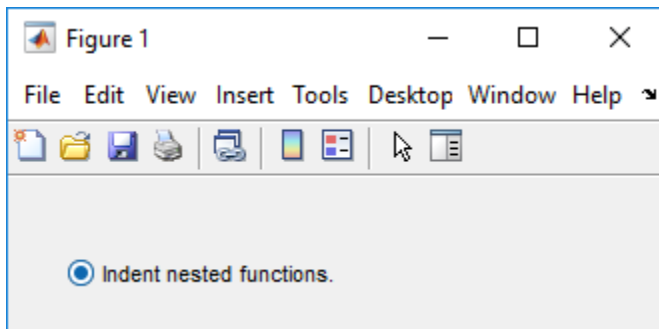 Figure 1
File Edit View Insert Tools Desktop Window Help
Indent nested functions.